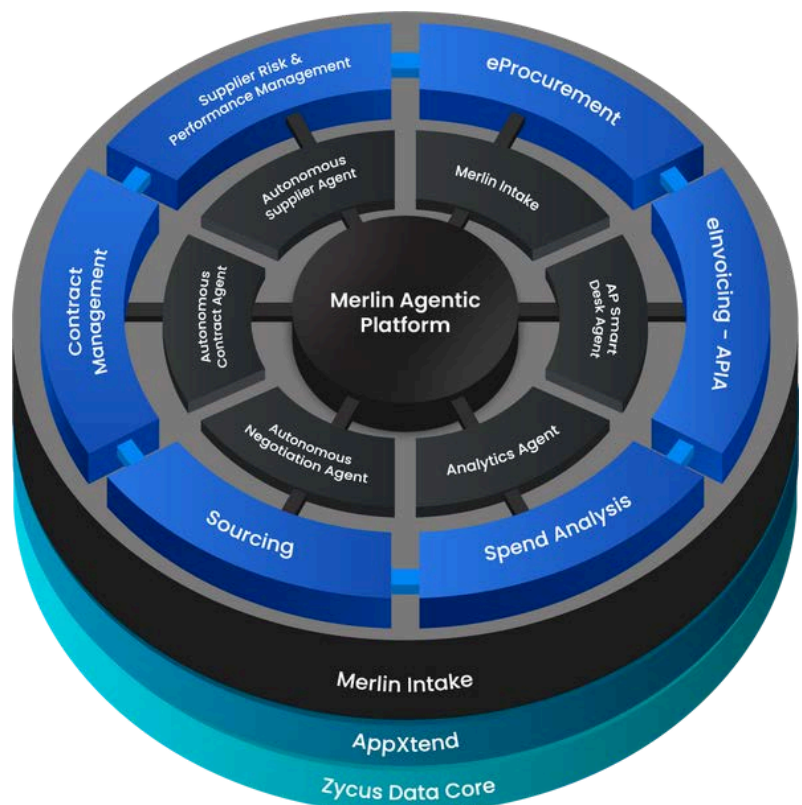 Supplier Risk &
Performance Management
eProcurement
Autonomous
Supplier Agent
Merlin Intake
Contract
Management
Autonomous
Contract Agent
Merlin Agentic
Platform
AP Smart
Desk Agent
eInvoicing - APIA
Autonomous
Negotiation Agent
Analytics Agent
Sourcing
Spend Analysis
Merlin Intake
AppXtend
Zycus Data Core